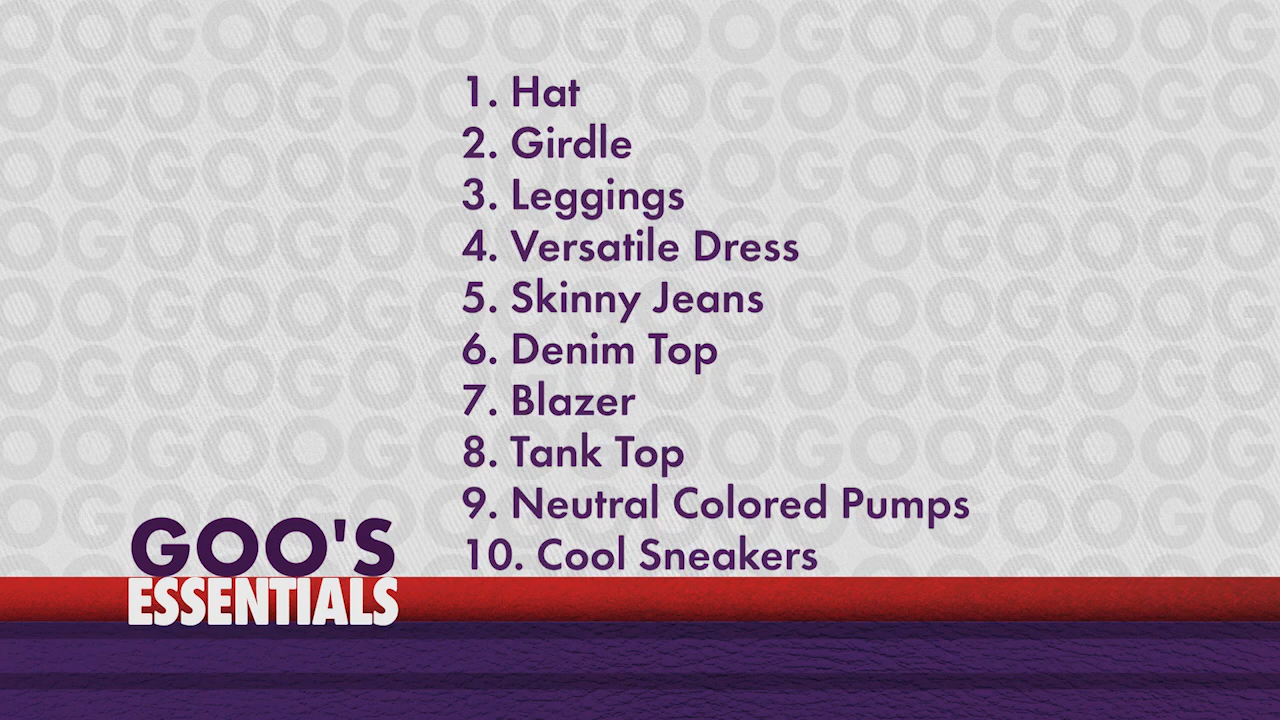 1. Hat
2. Girdle
3. Leggings
4. Versatile Dress
5. Skinny Jeans
6. Denim Top
7. Blazer
8. Tank Top
9. Neutral Colored Pumps
10. Cool Sneakers
GOO'S
ESSENTIALS